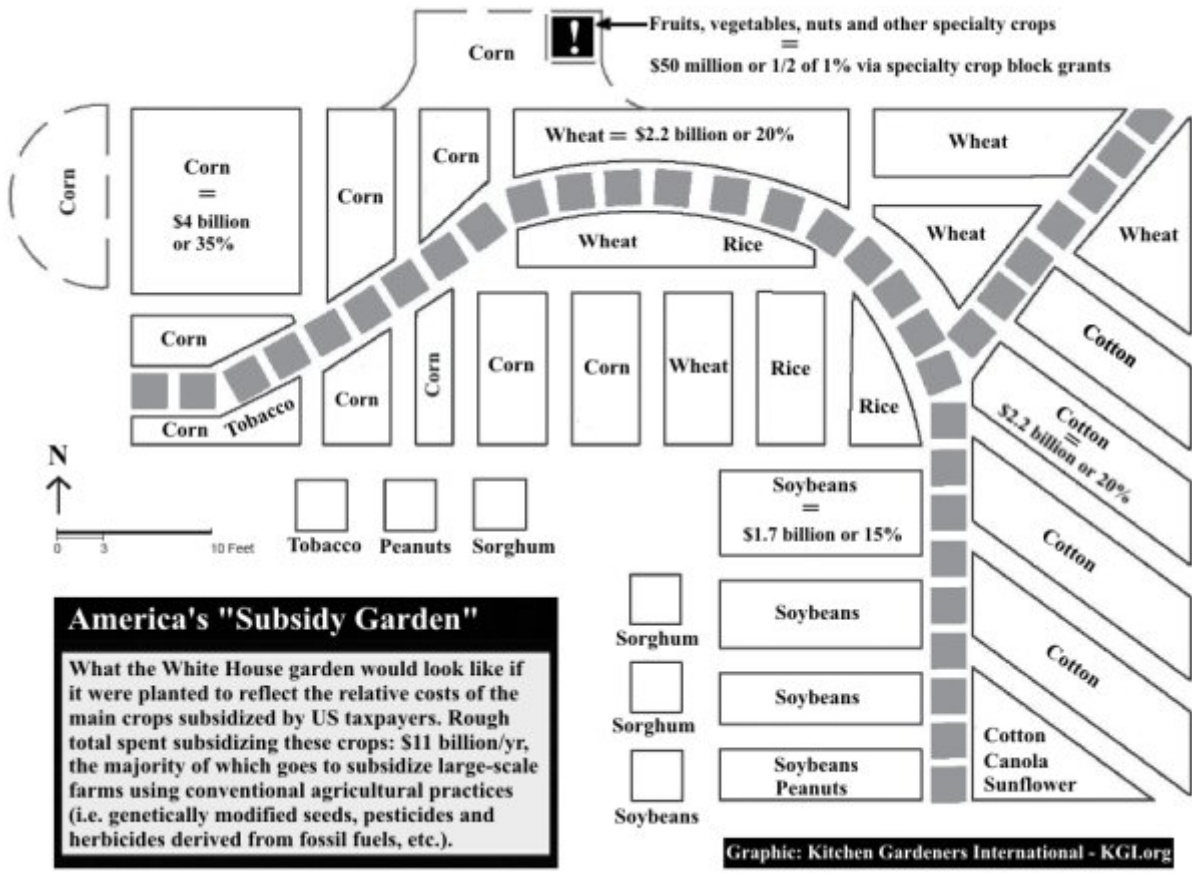 Fruits, vegetables, nuts and other specialty crops
=
$50 million or 1/2 of 1% via specialty crop block grants
!
Corn
Corn
Corn
=
$4 billion
or 35%
Corn
Corn
Wheat = $2.2 billion or 20%
Wheat
Wheat
Rice
Wheat
Wheat
Corn
Corn
Tobacco
Corn
Corn
Corn
Corn
Wheat
Rice
Rice
Cotton
Cotton
=
$2.2 billion or 20%
Cotton
Cotton
Cotton
Canola
Sunflower
N
0 3 10 Feet
Tobacco
Peanuts
Sorghum
Soybeans
=
$1.7 billion or 15%
Soybeans
Soybeans
Soybeans
Peanuts
Sorghum
Sorghum
Soybeans
America's "Subsidy Garden"
What the White House garden would look like if
it were planted to reflect the relative costs of the
main crops subsidized by US taxpayers. Rough
total spent subsidizing these crops: $11 billion/yr,
the majority of which goes to subsidize large-scale
farms using conventional agricultural practices
(i.e. genetically modified seeds, pesticides and
herbicides derived from fossil fuels, etc.).
Graphic: Kitchen Gardeners International - KGI.org